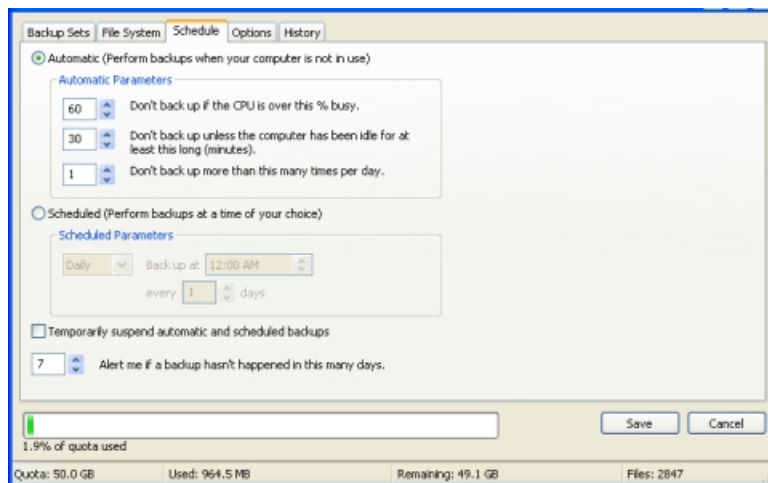 Backup Sets File System Schedule Options History
Automatic (Perform backups when your computer is not in use)
Automatic Parameters
60 Don't back up if the CPU is over this % busy.
30 Don't back up unless the computer has been idle for at
least this long (minutes).
1 Don't back up more than this many times per day.
Scheduled (Perform backups at a time of your choice)
Scheduled Parameters
Daily Back up at 12:00 AM
every 1 days
Temporarily suspend automatic and scheduled backups
7 Alert me if a backup hasn't happened in this many days.
Save Cancel
1.9% of quota used
Quota: 50.0 GB Used: 964.5 MB Remaining: 49.1 GB Files: 2847